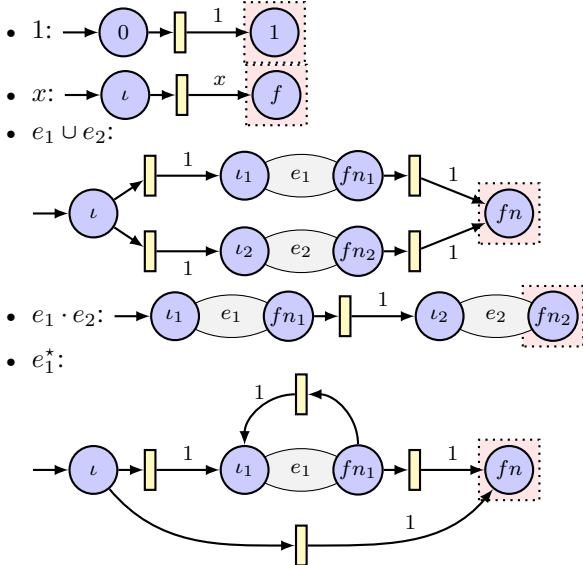 • 1: 0 1 1
• x: ι x f
• e₁ ∪ e₂:
1 ι₁ e₁ fn₁ 1
ι fn
1 ι₂ e₂ fn₂ 1
• e₁ · e₂: ι₁ e₁ fn₁ 1 ι₂ e₂ fn₂
• e₁⋆:
1
ι 1 ι₁ e₁ fn₁ 1 fn
1